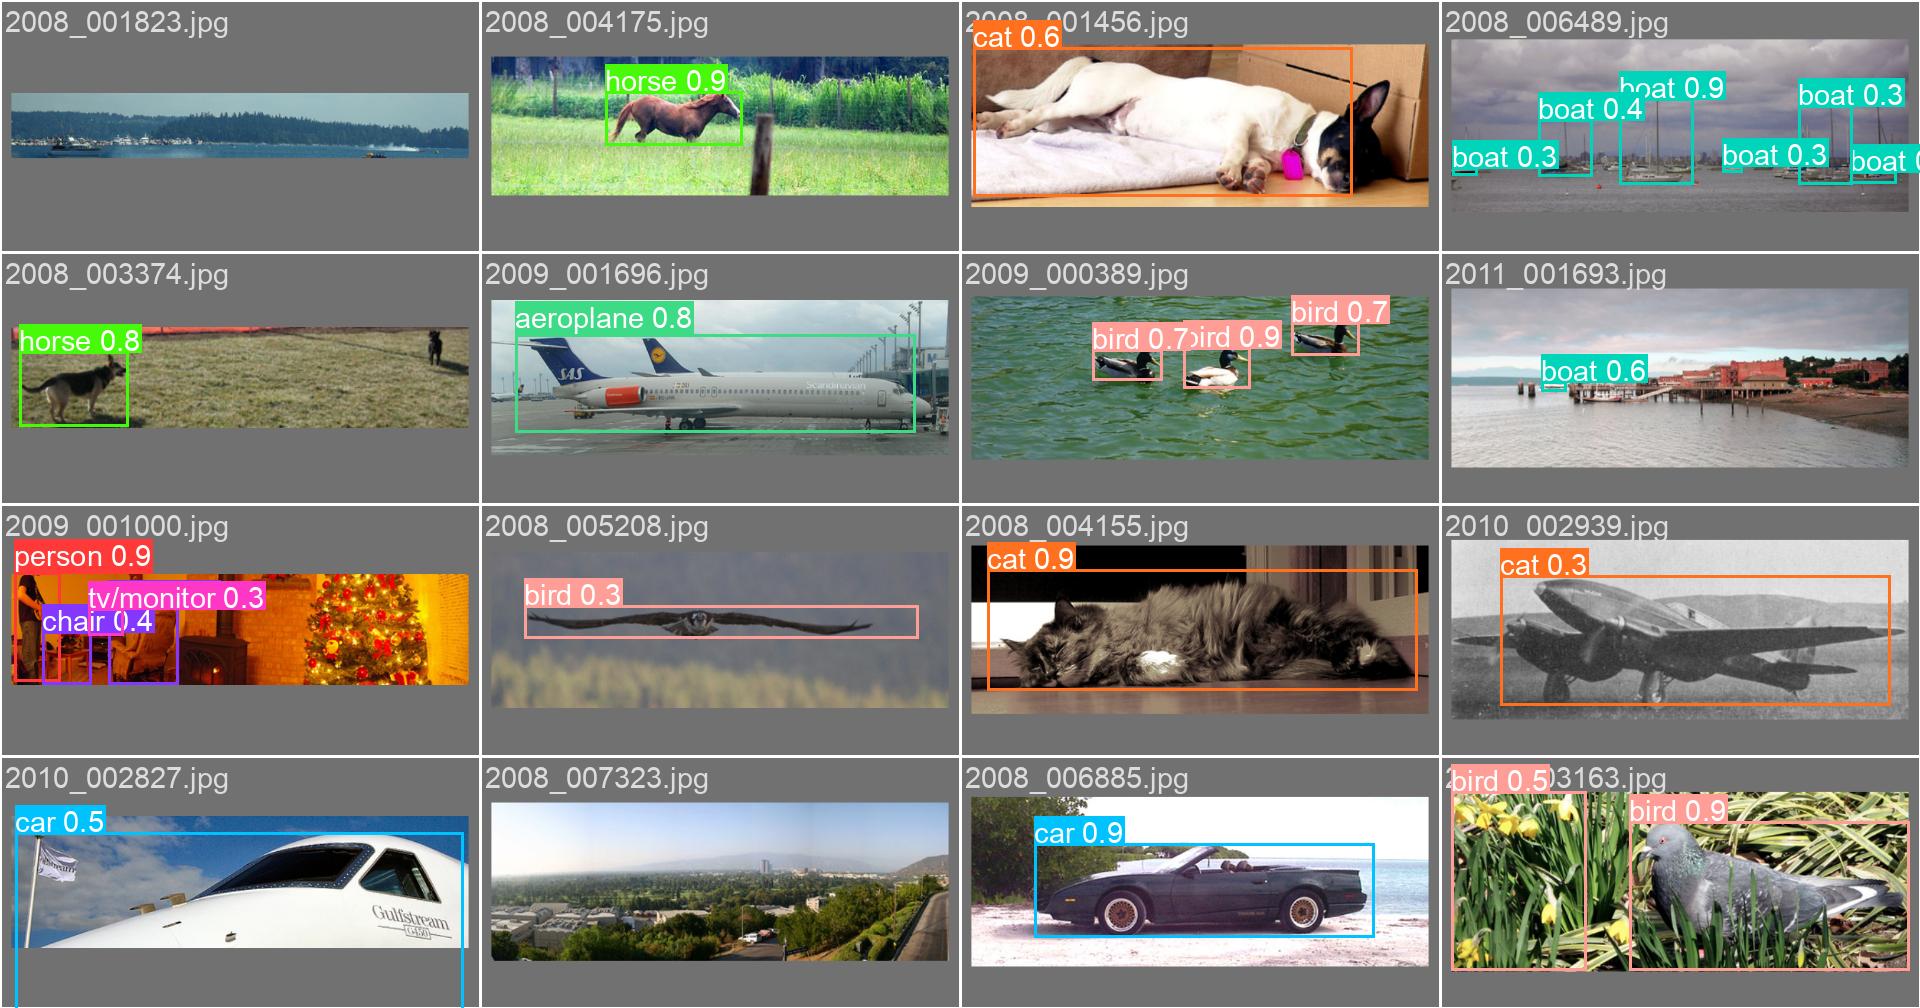 2008_001823.jpg
2008_004175.jpg
2008_001456.jpg
cat 0.6
2008_006489.jpg
horse 0.9
boat 0.9
boat 0.4
boat 0.3
boat 0.3
boat 0.3
boat
2008_003374.jpg
horse 0.8
2009_001696.jpg
aeroplane 0.8
SAS
Scandinavian
2009_000389.jpg
bird 0.7
bird 0.7
bird 0.9
2011_001693.jpg
boat 0.6
2009_001000.jpg
person 0.9
tv/monitor 0.3
chair 0.4
2008_005208.jpg
bird 0.3
2008_004155.jpg
cat 0.9
2010_002939.jpg
cat 0.3
2010_002827.jpg
car 0.5
Gulfstream
G450
2008_007323.jpg
2008_006885.jpg
car 0.9
03163.jpg
bird 0.5
bird 0.9